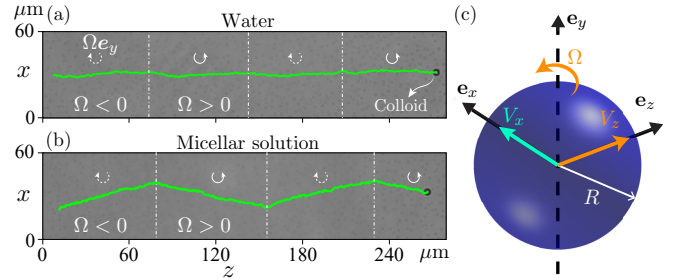 μm (a) Water
60
x
0
Ωe_y
Ω < 0 Ω > 0
Colloid
(b) Micellar solution
60
x
0
Ω < 0 Ω > 0
0 60 120 180 240 μm
z
(c)
e_y
Ω
e_x
V_x
V_z
e_z
R